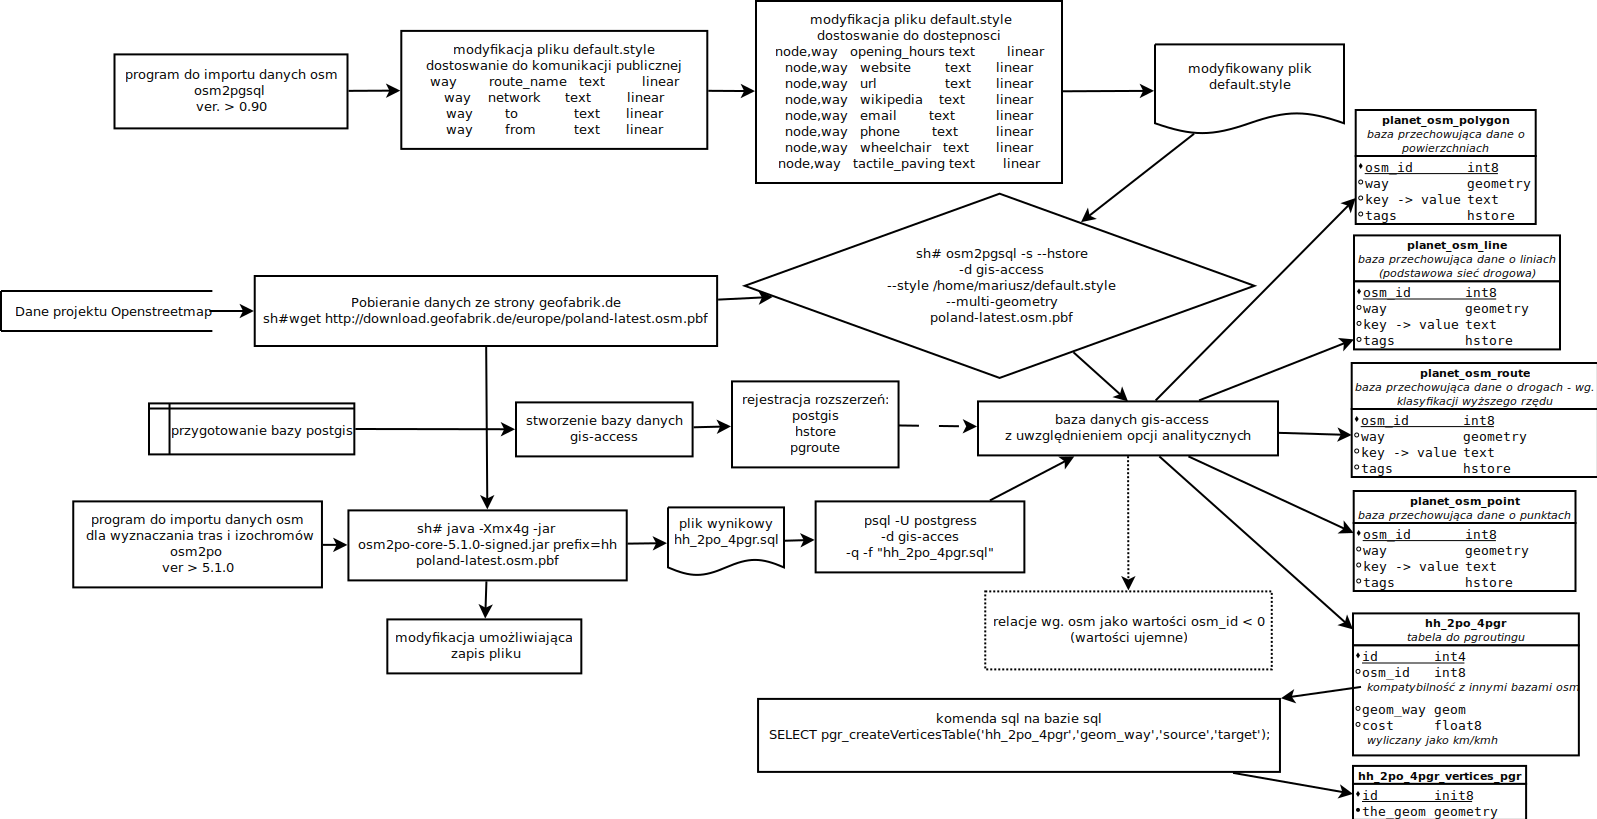 program do importu danych osm
osm2pgsql
ver. > 0.90
modyfikacja pliku default.style
dostoswanie do komunikacji publicznej
way route_name text linear
way network text linear
way to text linear
way from text linear
modyfikacja pliku default.style
dostoswanie do dostepnosci
node,way opening_hours text linear
node,way website text linear
node,way url text linear
node,way wikipedia text linear
node,way email text linear
node,way phone text linear
node,way wheelchair text linear
node,way tactile_paving text linear
modyfikowany plik
default.style
planet_osm_polygon
baza przechowująca dane o
powierzchniach
osm_id int8
way geometry
key -> value text
tags hstore
planet_osm_line
baza przechowująca dane o liniach
(podstawowa sieć drogowa)
osm_id int8
way geometry
key -> value text
tags hstore
sh# osm2pgsql -s --hstore
-d gis-access
--style /home/mariusz/default.style
--multi-geometry
poland-latest.osm.pbf
Dane projektu Openstreetmap
Pobieranie danych ze strony geofabrik.de
sh#wget http://download.geofabrik.de/europe/poland-latest.osm.pbf
planet_osm_route
baza przechowująca dane o drogach - wg.
klasyfikacji wyższego rzędu
osm_id int8
way geometry
key -> value text
tags hstore
przygotowanie bazy postgis
stworzenie bazy danych
gis-access
rejestracja rozszerzeń:
postgis
hstore
pgroute
baza danych gis-access
z uwzględnieniem opcji analitycznych
planet_osm_point
baza przechowująca dane o punktach
osm_id int8
way geometry
key -> value text
tags hstore
program do importu danych osm
dla wyznaczania tras i izochromów
osm2po
ver > 5.1.0
sh# java -Xmx4g -jar
osm2po-core-5.1.0-signed.jar prefix=hh
poland-latest.osm.pbf
plik wynikowy
hh_2po_4pgr.sql
psql -U postgress
-d gis-acces
-q -f "hh_2po_4pgr.sql"
modyfikacja umożliwiająca
zapis pliku
relacje wg. osm jako wartości osm_id < 0
(wartości ujemne)
hh_2po_4pgr
tabela do pgroutingu
id int4
osm_id int8
kompatybilność z innymi bazami osm
geom_way geom
cost float8
wyliczany jako km/kmh
komenda sql na bazie sql
SELECT pgr_createVerticesTable('hh_2po_4pgr','geom_way','source','target');
hh_2po_4pgr_vertices_pgr
id init8
the_geom geometry